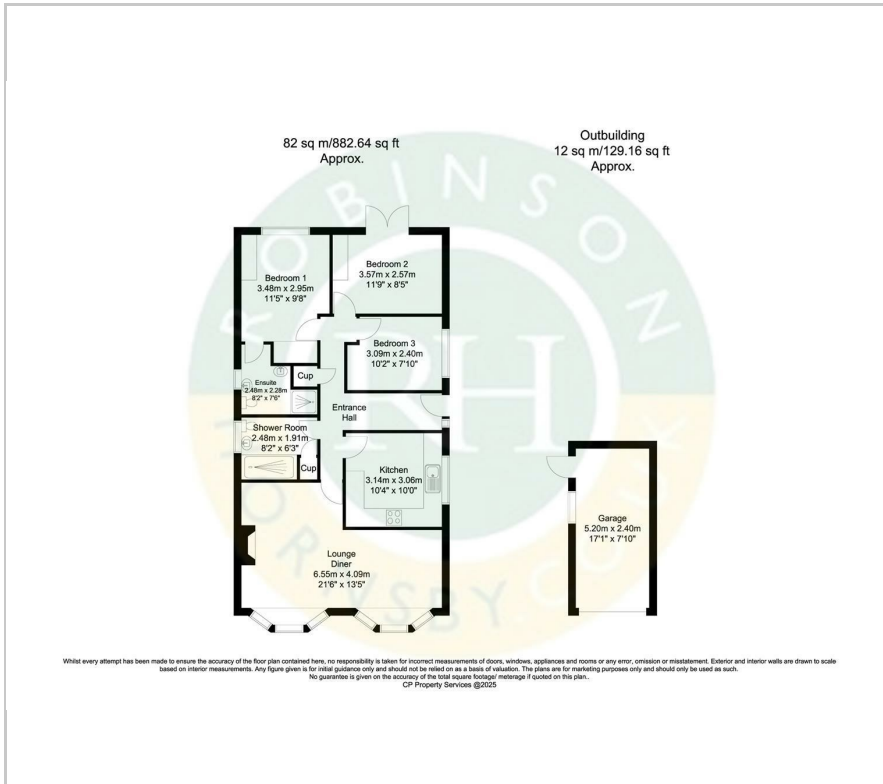 82 sq m/882.64 sq ft
Approx.
Outbuilding
12 sq m/129.16 sq ft
Approx.
ROBINSON
Bedroom 1
3.48m x 2.95m
11'5" x 9'8"
Bedroom 2
3.57m x 2.57m
11'9" x 8'5"
Bedroom 3
3.09m x 2.40m
10'2" x 7'10"
Ensuite
2.48m x 2.28m
8'2" x 7'6"
Cup
RH
Entrance
Hall
Shower Room
2.48m x 1.91m
8'2" x 6'3"
Cup
Kitchen
3.14m x 3.06m
10'4" x 10'0"
Garage
5.20m x 2.40m
17'1" x 7'10"
Lounge
Diner
6.55m x 4.09m
21'6" x 13'5"
Whilst every attempt has been made to ensure the accuracy of the floor plan contained here, no responsibility is taken for incorrect measurements of doors, windows, appliances and rooms or any error, omission or misstatement. Exterior and interior walls are drawn to scale
based on interior measurements. Any figure given is for initial guidance only and should not be relied on as a basis of valuation. The plans are for marketing purposes only and should only be used as such.
No guarantee is given on the accuracy of the total square footage/ meterage if quoted on this plan..
CP Property Services @2025